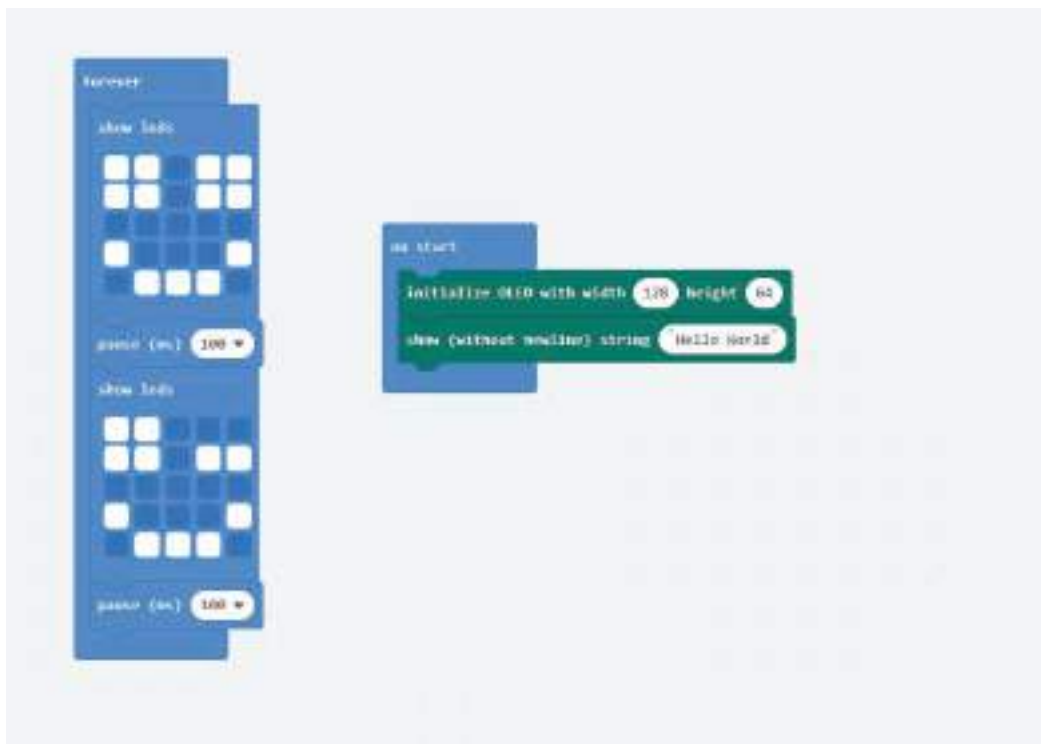 forever
show leds
pause (ms) 100
show leds
pause (ms) 100
on start
initialize OLED with width 128 height 64
show (without newline) string "Hello World"